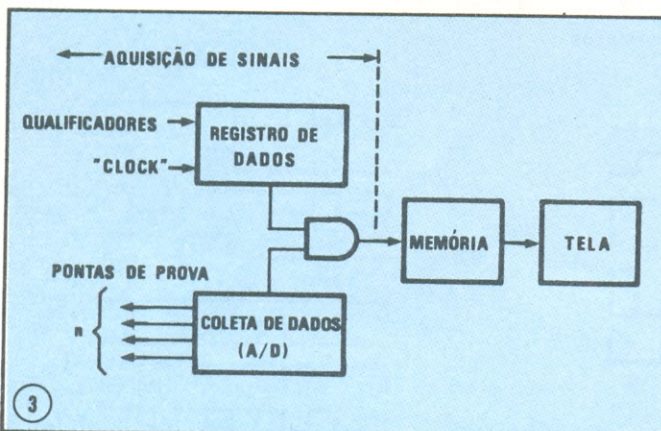 AQUISIÇÃO DE SINAIS
QUALIFICADORES
"CLOCK"
REGISTRO DE
DADOS
MEMÓRIA
TELA
PONTAS DE PROVA
n
COLETA DE DADOS
(A/D)
3